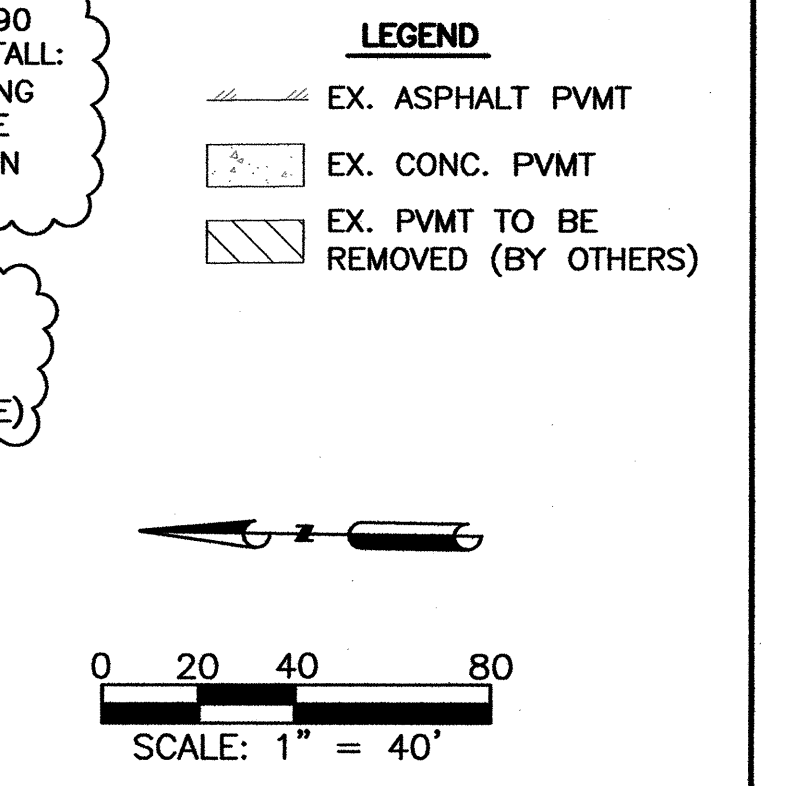 90
TALL:
NG
E
N
E)
LEGEND
EX. ASPHALT PVMT
EX. CONC. PVMT
EX. PVMT TO BE
REMOVED (BY OTHERS)
N
0 20 40 80
SCALE: 1" = 40'